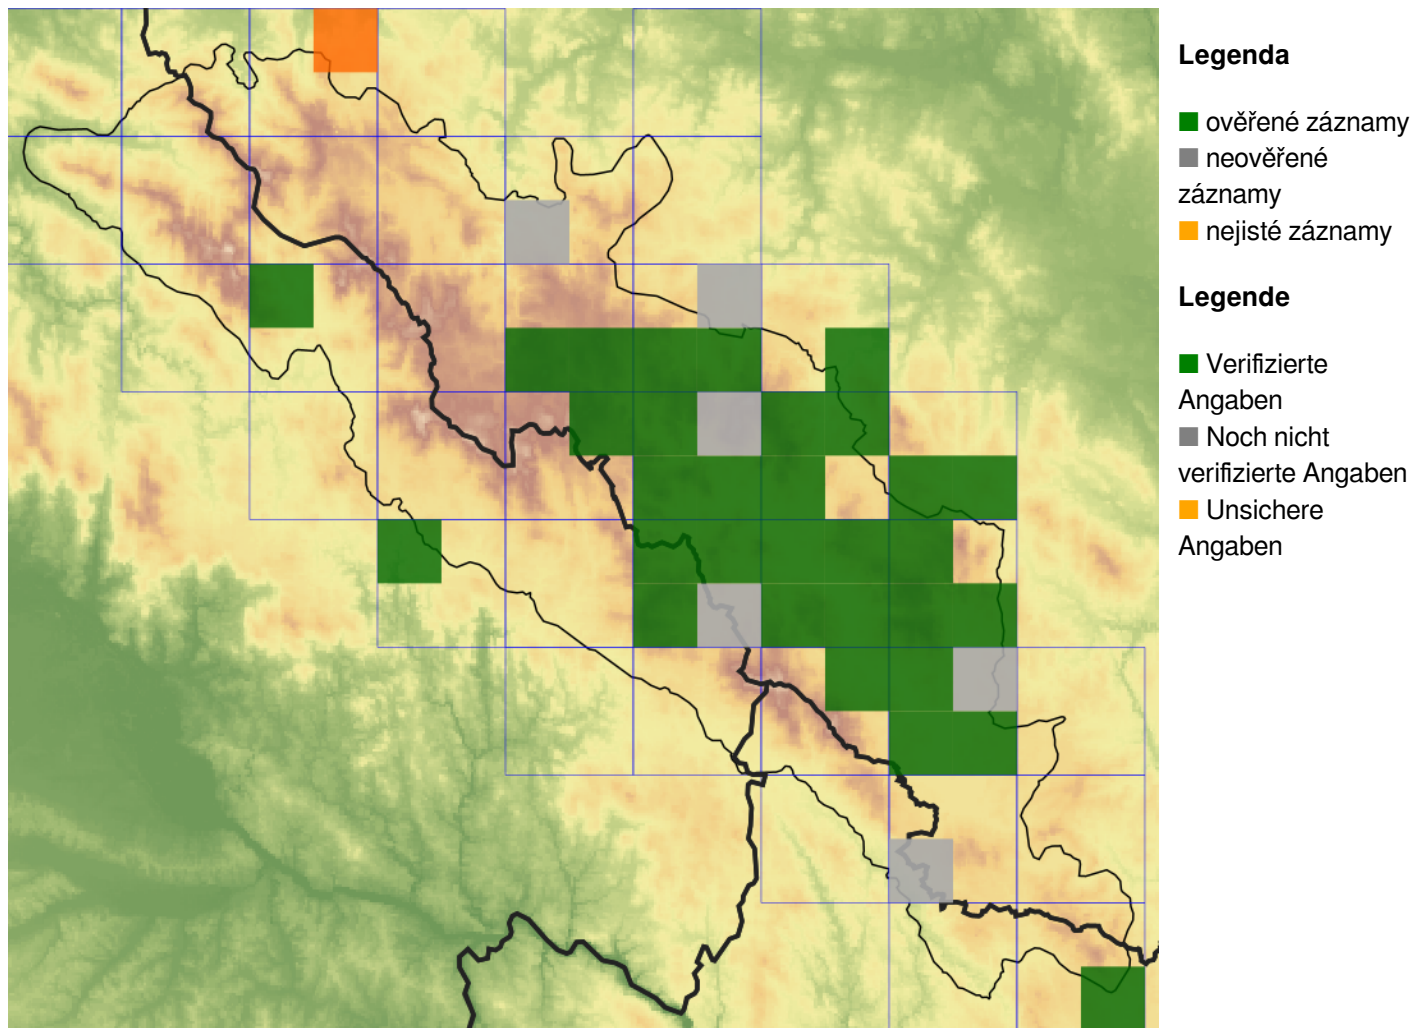 Legenda
ověřené záznamy
neověřené
záznamy
nejisté záznamy
Legende
Verifizierte
Angaben
Noch nicht
verifizierte Angaben
Unsichere
Angaben